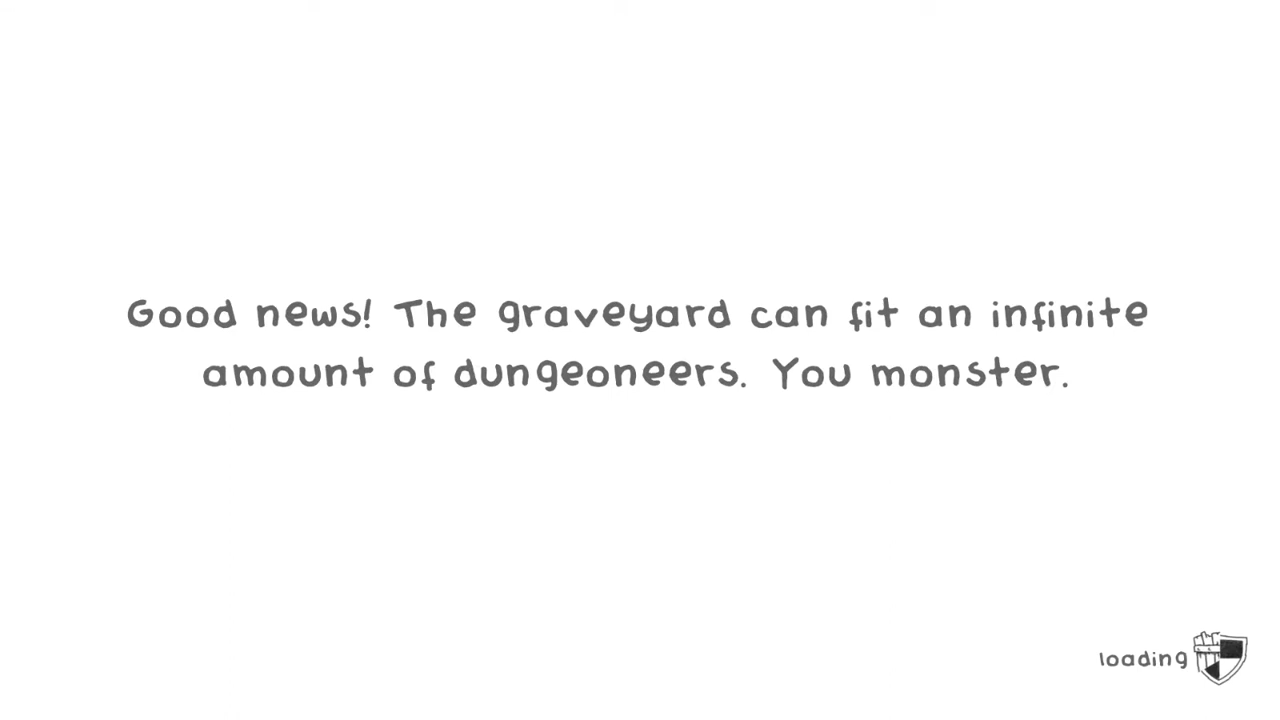 Good news! The graveyard can fit an infinite
amount of dungeoneers. You monster.
loading